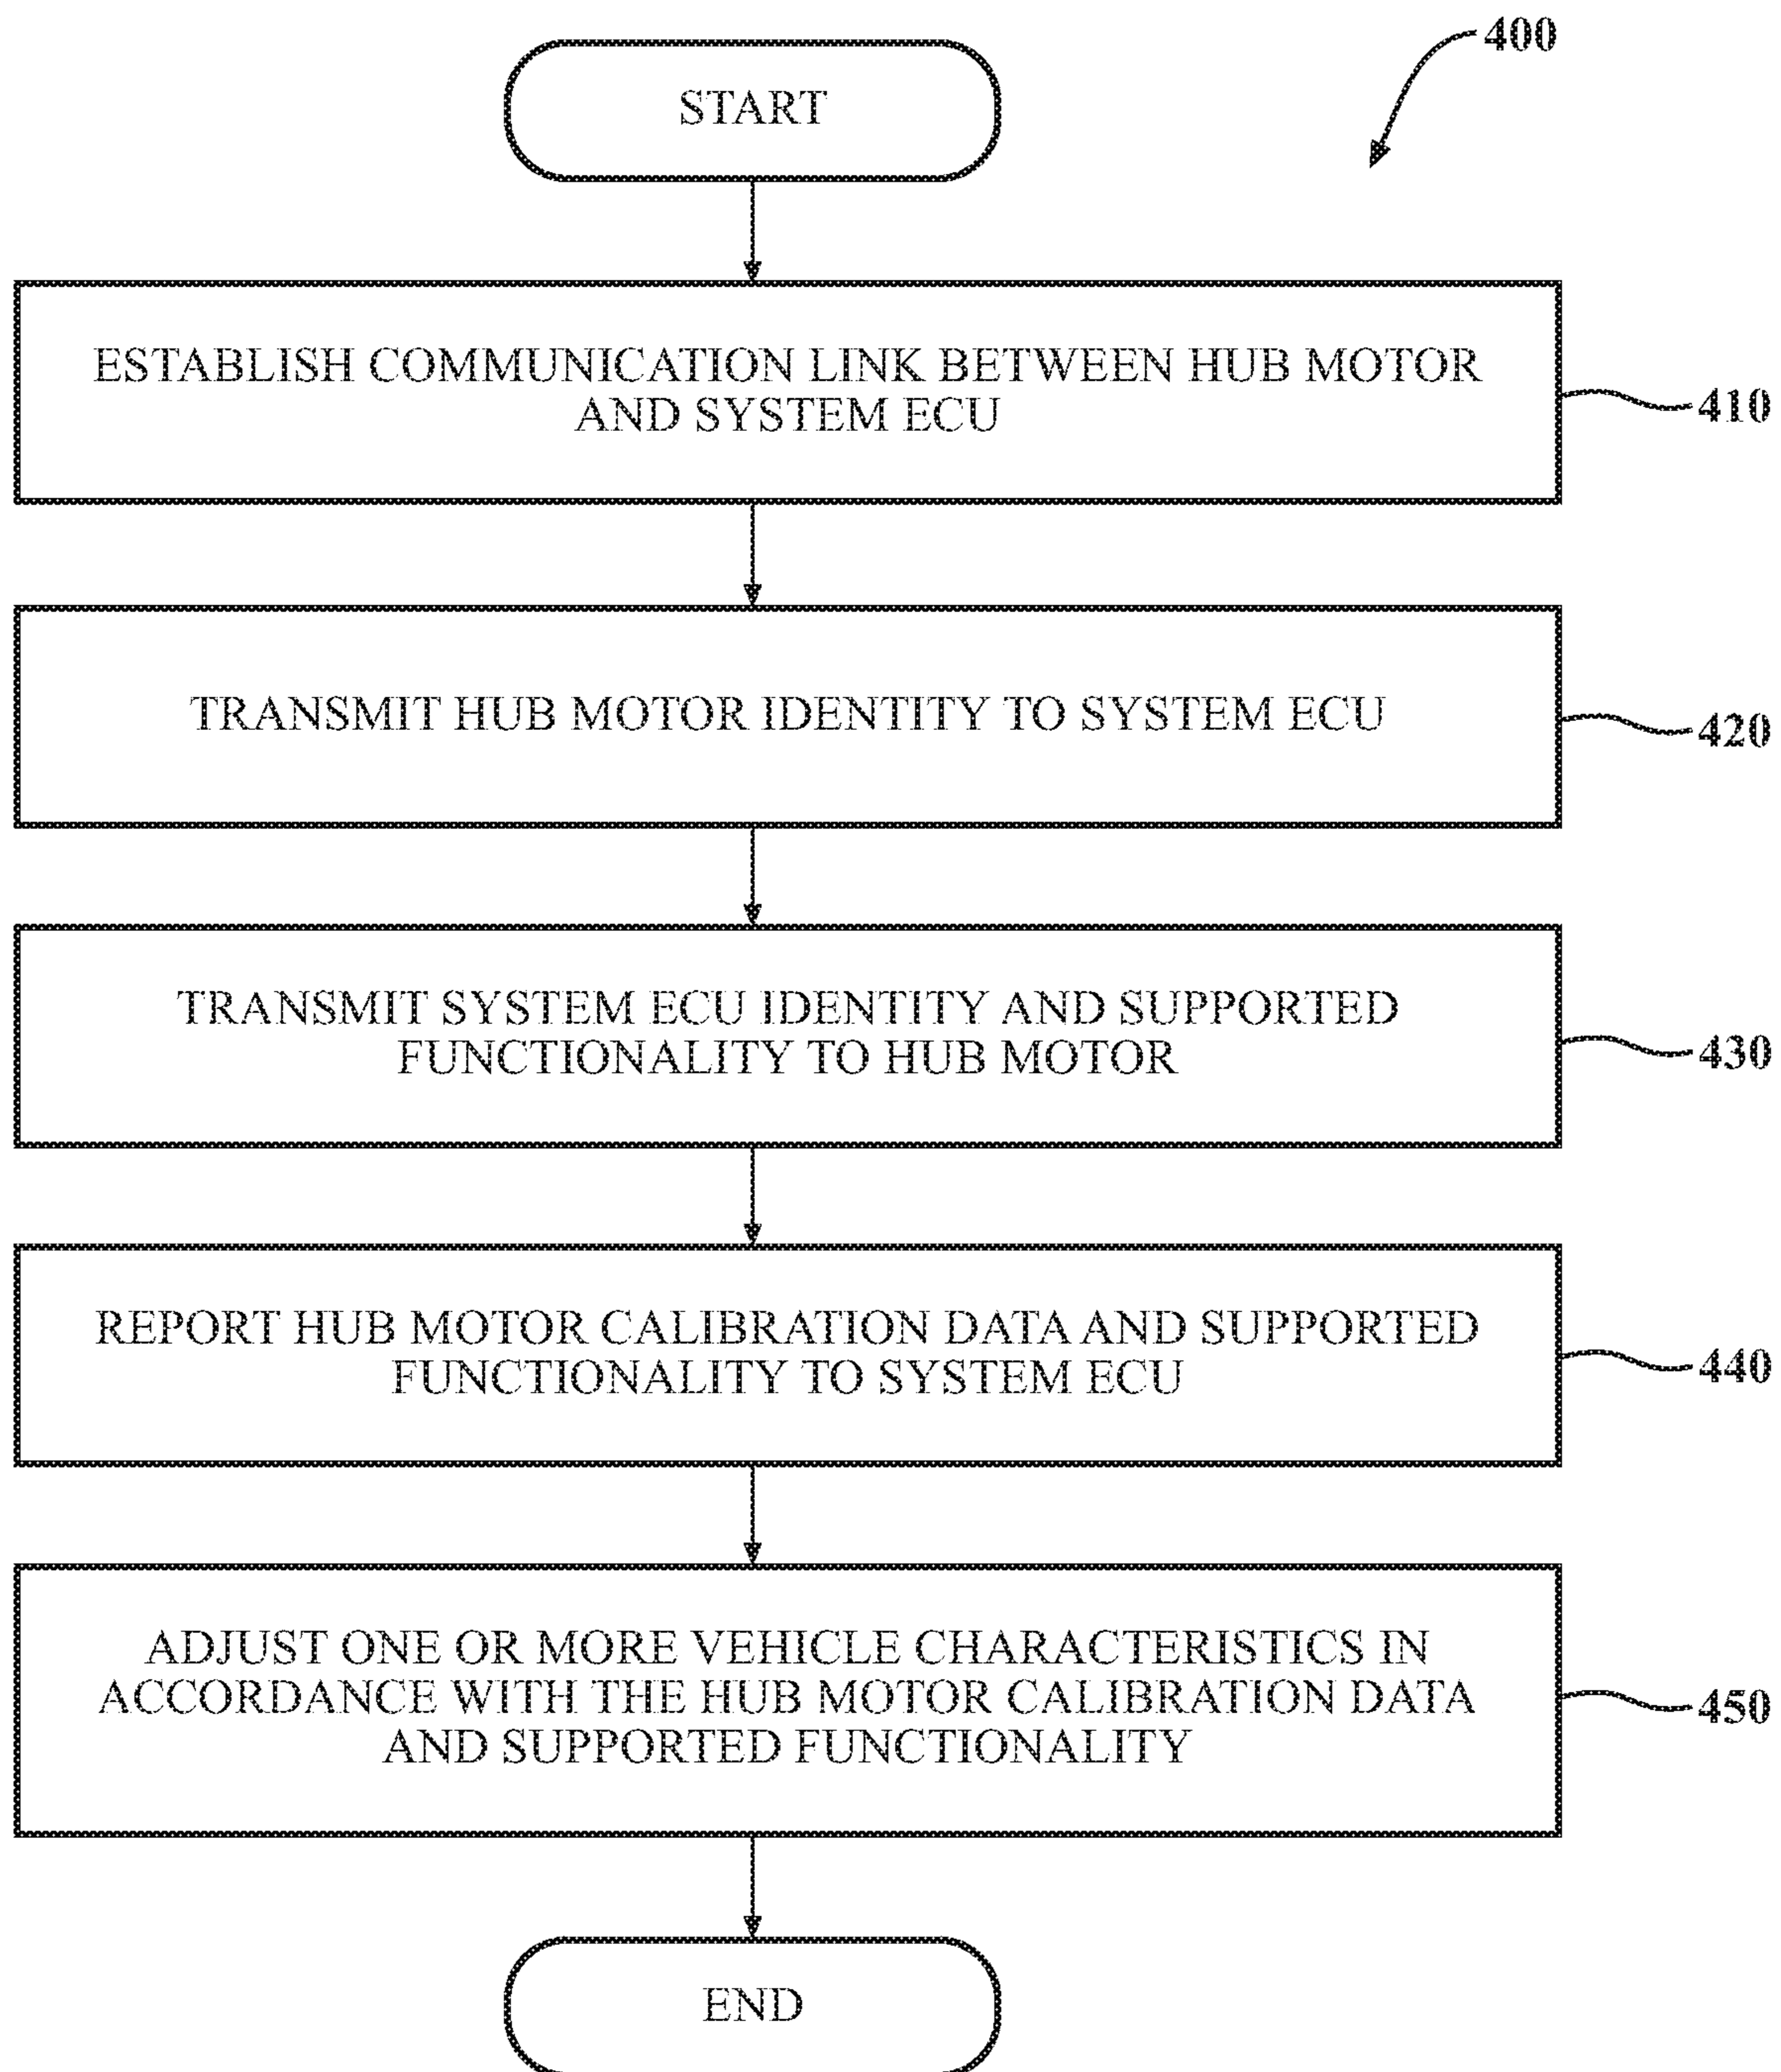 400
START
ESTABLISH COMMUNICATION LINK BETWEEN HUB MOTOR
AND SYSTEM ECU
410
TRANSMIT HUB MOTOR IDENTITY TO SYSTEM ECU
420
TRANSMIT SYSTEM ECU IDENTITY AND SUPPORTED
FUNCTIONALITY TO HUB MOTOR
430
REPORT HUB MOTOR CALIBRATION DATA AND SUPPORTED
FUNCTIONALITY TO SYSTEM ECU
440
ADJUST ONE OR MORE VEHICLE CHARACTERISTICS IN
ACCORDANCE WITH THE HUB MOTOR CALIBRATION DATA
AND SUPPORTED FUNCTIONALITY
450
END